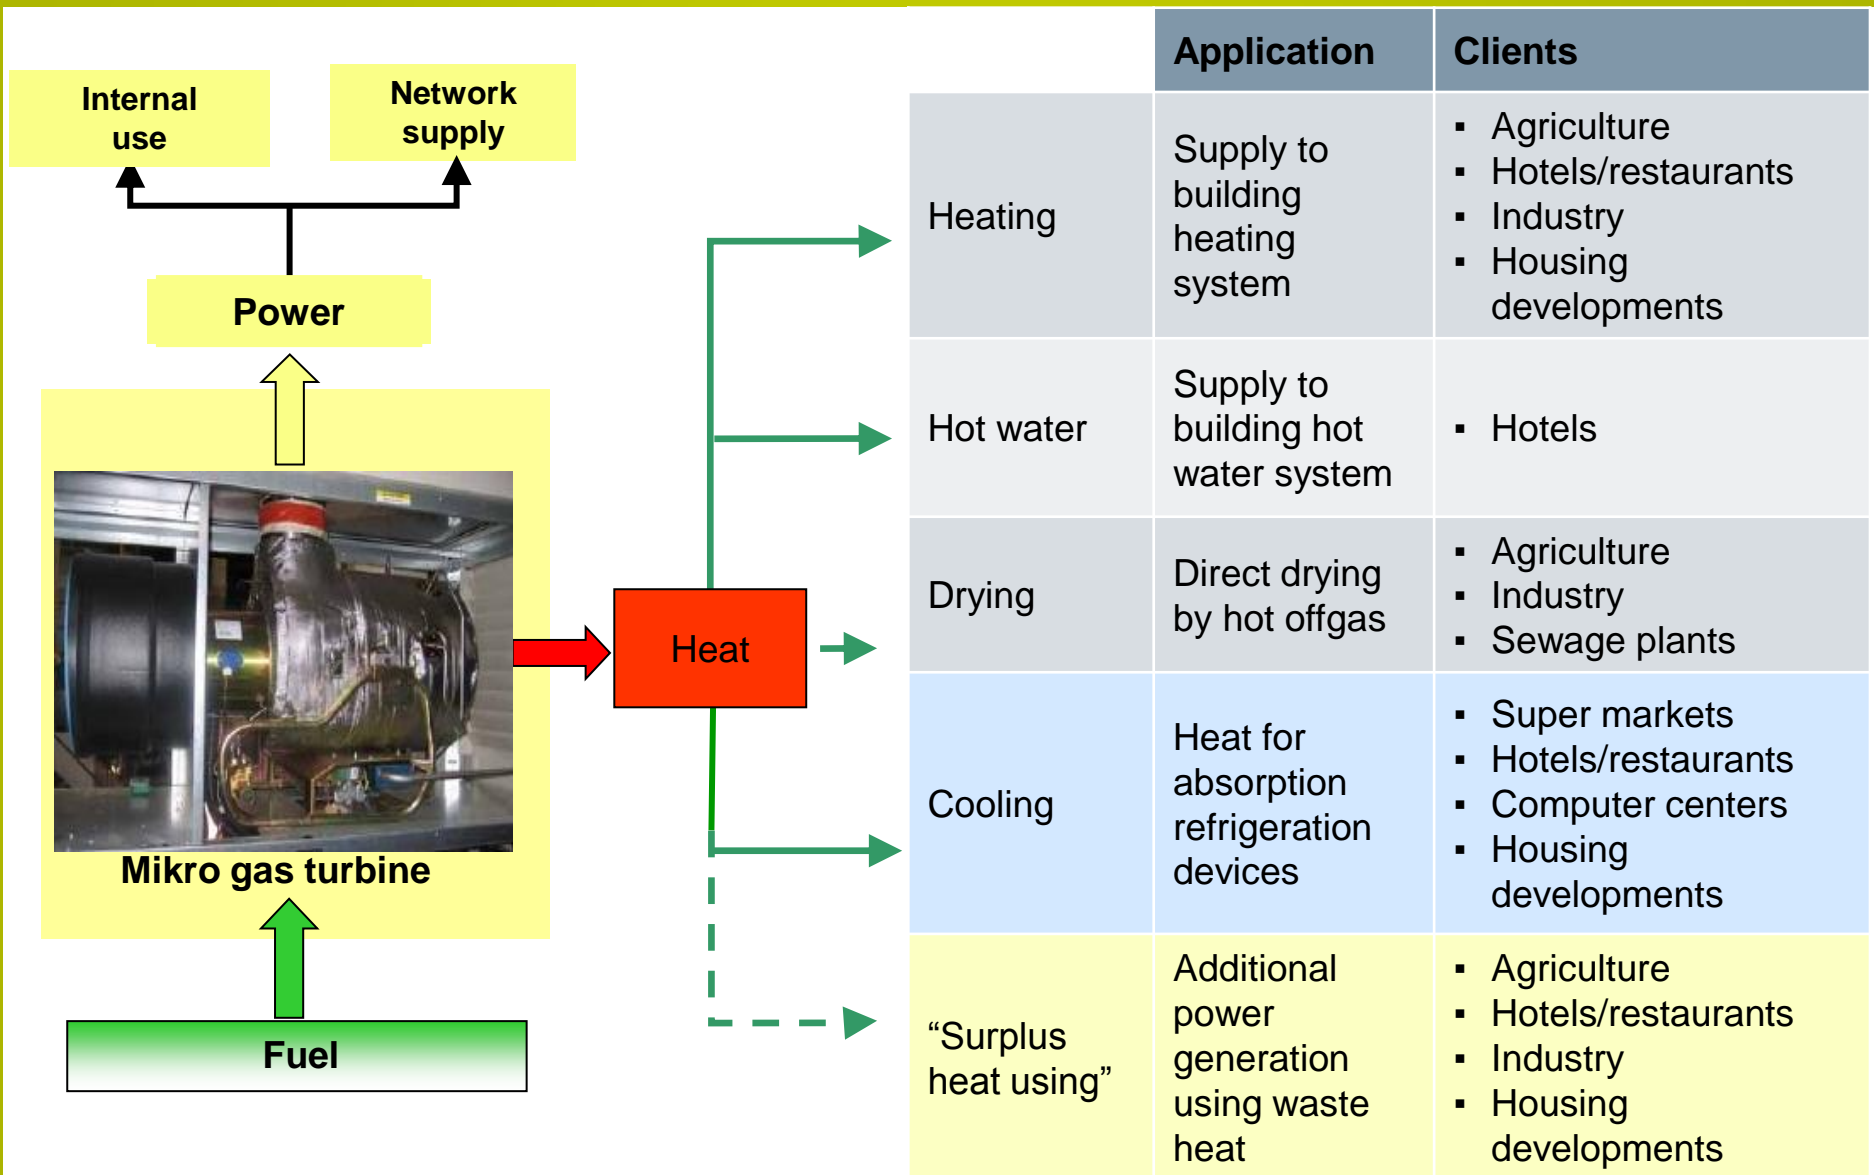 Internal
use
Network
supply
Power
Mikro gas turbine
Fuel
Heat
Application
Clients
Heating
Supply to
building
heating
system
▪ Agriculture
▪ Hotels/restaurants
▪ Industry
▪ Housing
developments
Hot water
Supply to
building hot
water system
▪ Hotels
Drying
Direct drying
by hot offgas
▪ Agriculture
▪ Industry
▪ Sewage plants
Cooling
Heat for
absorption
refrigeration
devices
▪ Super markets
▪ Hotels/restaurants
▪ Computer centers
▪ Housing
developments
“Surplus
heat using”
Additional
power
generation
using waste
heat
▪ Agriculture
▪ Hotels/restaurants
▪ Industry
▪ Housing
developments